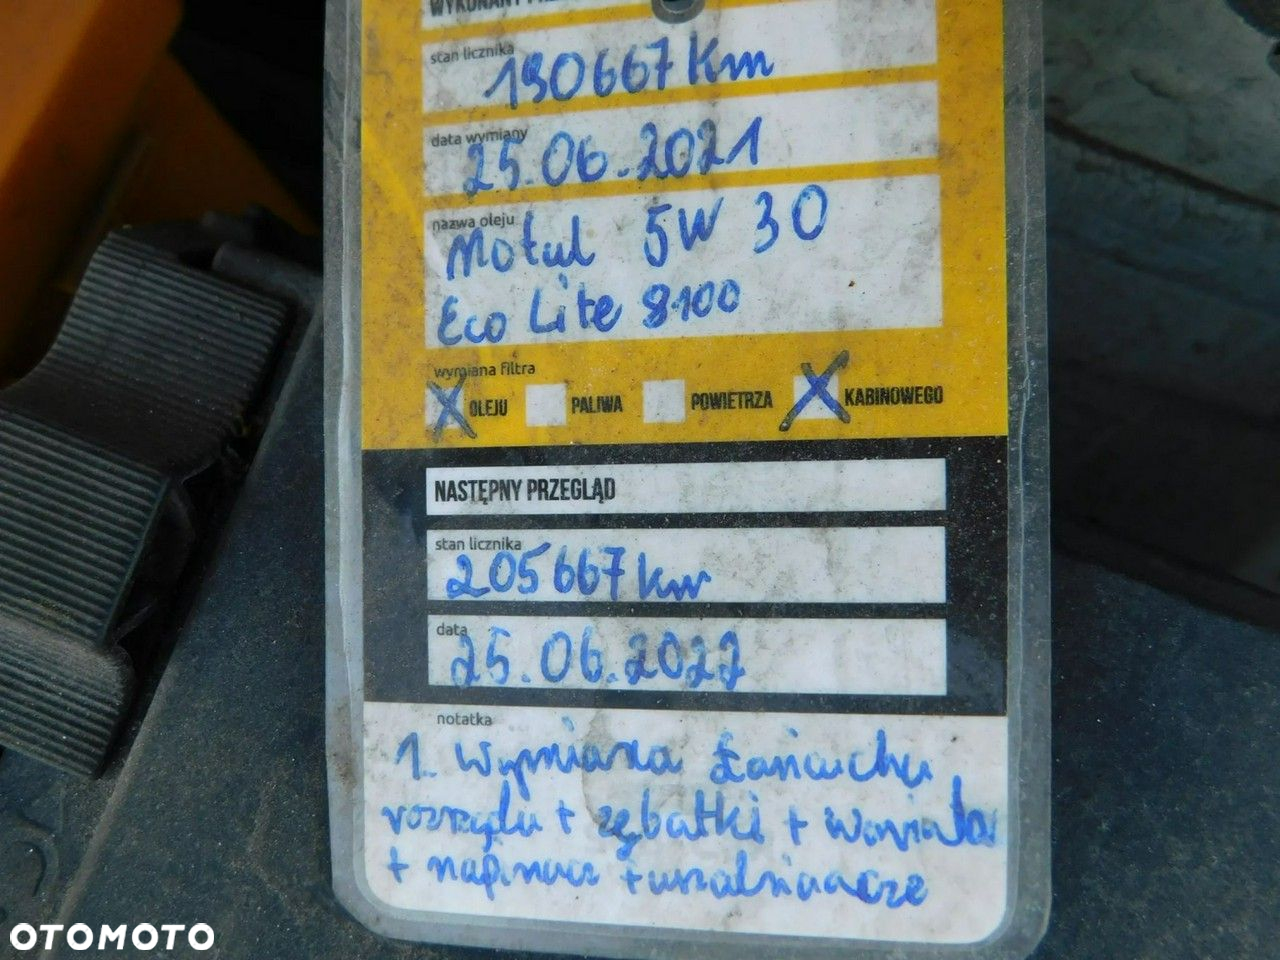 WYKONANY
stan licznika
190667 Km
data wymiany
25.06.2021
nazwa oleju
Motul 5W 30
Eco Lite 8100
wymiana filtra
X OLEJU PALIWA POWIETRZA X KABINOWEGO
NASTĘPNY PRZEGLĄD
stan licznika
205667 km
data
25.06.2022
notatka
1. Wymiana Łańcucha
rozrządu + zębatki +
+ napinacz + uszczelniacze
OTOMOTO